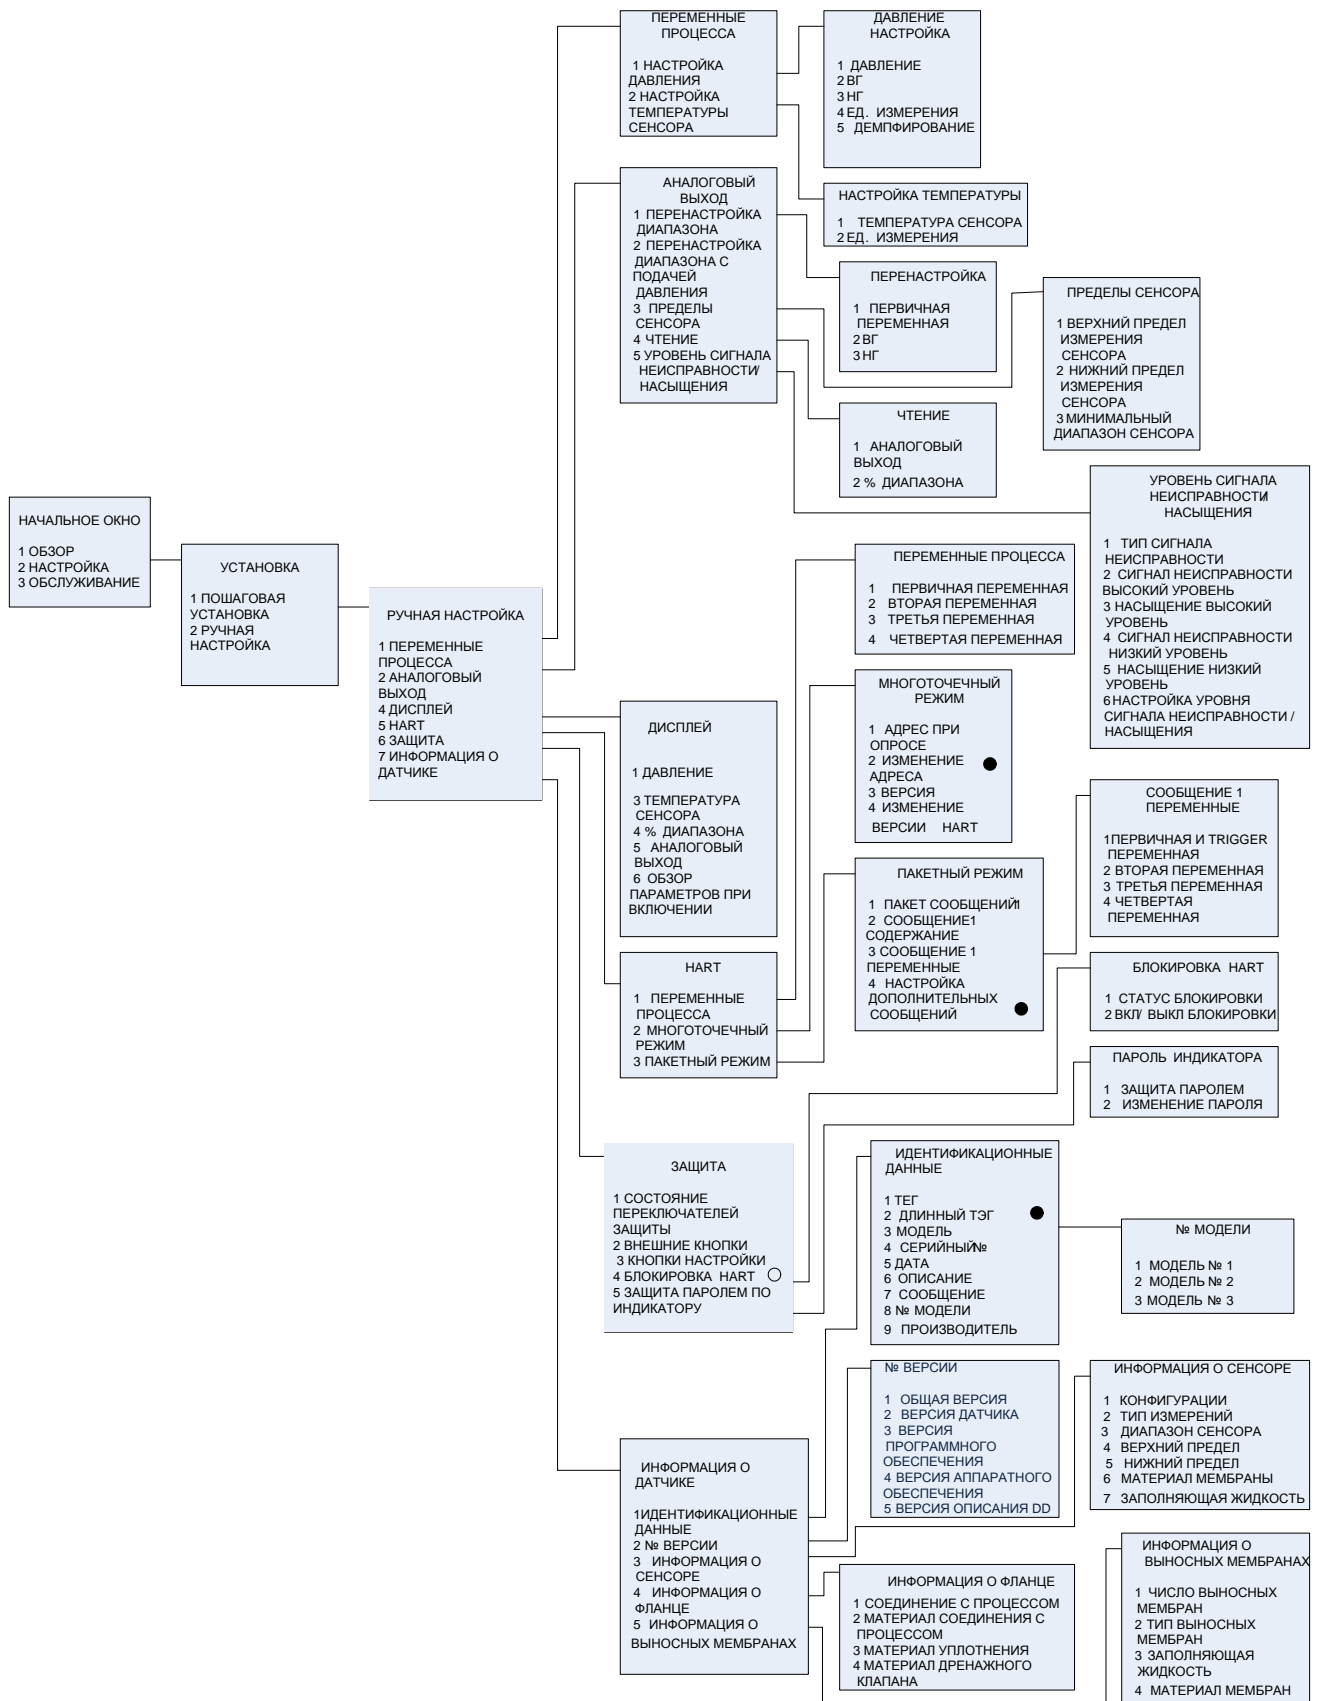 НАЧАЛЬНОЕ ОКНО
1 ОБЗОР
2 НАСТРОЙКА
3 ОБСЛУЖИВАНИЕ
УСТАНОВКА
1 ПОШАГОВАЯ
УСТАНОВКА
2 РУЧНАЯ
НАСТРОЙКА
РУЧНАЯ НАСТРОЙКА
1 ПЕРЕМЕННЫЕ
ПРОЦЕССА
2 АНАЛОГОВЫЙ
ВЫХОД
4 ДИСПЛЕЙ
5 HART
6 ЗАЩИТА
7 ИНФОРМАЦИЯ О
ДАТЧИКЕ
ПЕРЕМЕННЫЕ
ПРОЦЕССА
1 НАСТРОЙКА
ДАВЛЕНИЯ
2 НАСТРОЙКА
ТЕМПЕРАТУРЫ
СЕНСОРА
ДАВЛЕНИЕ
НАСТРОЙКА
1 ДАВЛЕНИЕ
2 ВГ
3 НГ
4 ЕД. ИЗМЕРЕНИЯ
5 ДЕМПФИРОВАНИЕ
НАСТРОЙКА ТЕМПЕРАТУРЫ
1 ТЕМПЕРАТУРА СЕНСОРА
2 ЕД. ИЗМЕРЕНИЯ
АНАЛОГОВЫЙ
ВЫХОД
1 ПЕРЕНАСТРОЙКА
ДИАПАЗОНА
2 ПЕРЕНАСТРОЙКА
ДИАПАЗОНА С
ПОДАЧЕЙ
ДАВЛЕНИЯ
3 ПРЕДЕЛЫ
СЕНСОРА
4 ЧТЕНИЕ
5 УРОВЕНЬ СИГНАЛА
НЕИСПРАВНОСТИ/
НАСЫЩЕНИЯ
ПЕРЕНАСТРОЙКА
1 ПЕРВИЧНАЯ
ПЕРЕМЕННАЯ
2 ВГ
3 НГ
ПРЕДЕЛЫ СЕНСОРА
1 ВЕРХНИЙ ПРЕДЕЛ
ИЗМЕРЕНИЯ
СЕНСОРА
2 НИЖНИЙ ПРЕДЕЛ
ИЗМЕРЕНИЯ
СЕНСОРА
3 МИНИМАЛЬНЫЙ
ДИАПАЗОН СЕНСОРА
ЧТЕНИЕ
1 АНАЛОГОВЫЙ
ВЫХОД
2 % ДИАПАЗОНА
УРОВЕНЬ СИГНАЛА
НЕИСПРАВНОСТИ/
НАСЫЩЕНИЯ
1 ТИП СИГНАЛА
НЕИСПРАВНОСТИ
2 СИГНАЛ НЕИСПРАВНОСТИ
ВЫСОКИЙ УРОВЕНЬ
3 НАСЫЩЕНИЕ ВЫСОКИЙ
УРОВЕНЬ
4 СИГНАЛ НЕИСПРАВНОСТИ
НИЗКИЙ УРОВЕНЬ
5 НАСЫЩЕНИЕ НИЗКИЙ
УРОВЕНЬ
6 НАСТРОЙКА УРОВНЯ
СИГНАЛА НЕИСПРАВНОСТИ /
НАСЫЩЕНИЯ
ДИСПЛЕЙ
1 ДАВЛЕНИЕ
3 ТЕМПЕРАТУРА
СЕНСОРА
4 % ДИАПАЗОНА
5 АНАЛОГОВЫЙ
ВЫХОД
6 ОБЗОР
ПАРАМЕТРОВ ПРИ
ВКЛЮЧЕНИИ
HART
1 ПЕРЕМЕННЫЕ
ПРОЦЕССА
2 МНОГОТОЧЕЧНЫЙ
РЕЖИМ
3 ПАКЕТНЫЙ РЕЖИМ
ПЕРЕМЕННЫЕ ПРОЦЕССА
1 ПЕРВИЧНАЯ ПЕРЕМЕННАЯ
2 ВТОРАЯ ПЕРЕМЕННАЯ
3 ТРЕТЬЯ ПЕРЕМЕННАЯ
4 ЧЕТВЕРТАЯ ПЕРЕМЕННАЯ
МНОГОТОЧЕЧНЫЙ
РЕЖИМ
1 АДРЕС ПРИ
ОПРОСЕ
2 ИЗМЕНЕНИЕ
АДРЕСА
3 ВЕРСИЯ
4 ИЗМЕНЕНИЕ
ВЕРСИИ HART
ПАКЕТНЫЙ РЕЖИМ
1 ПАКЕТ СООБЩЕНИЙ1
2 СООБЩЕНИЕ1
СОДЕРЖАНИЕ
3 СООБЩЕНИЕ 1
ПЕРЕМЕННЫЕ
4 НАСТРОЙКА
ДОПОЛНИТЕЛЬНЫХ
СООБЩЕНИЙ
СООБЩЕНИЕ 1
ПЕРЕМЕННЫЕ
1ПЕРВИЧНАЯ И TRIGGER
ПЕРЕМЕННАЯ
2 ВТОРАЯ ПЕРЕМЕННАЯ
3 ТРЕТЬЯ ПЕРЕМЕННАЯ
4 ЧЕТВЕРТАЯ
ПЕРЕМЕННАЯ
БЛОКИРОВКА HART
1 СТАТУС БЛОКИРОВКИ
2 ВКЛ/ ВЫКЛ БЛОКИРОВКИ
ПАРОЛЬ ИНДИКАТОРА
1 ЗАЩИТА ПАРОЛЕМ
2 ИЗМЕНЕНИЕ ПАРОЛЯ
ЗАЩИТА
1 СОСТОЯНИЕ
ПЕРЕКЛЮЧАТЕЛЕЙ
ЗАЩИТЫ
2 ВНЕШНИЕ КНОПКИ
3 КНОПКИ НАСТРОЙКИ
4 БЛОКИРОВКА HART
5 ЗАЩИТА ПАРОЛЕМ ПО
ИНДИКАТОРУ
ИДЕНТИФИКАЦИОННЫЕ
ДАННЫЕ
1 ТЕГ
2 ДЛИННЫЙ ТЭГ
3 МОДЕЛЬ
4 СЕРИЙНЫЙ№
5 ДАТА
6 ОПИСАНИЕ
7 СООБЩЕНИЕ
8 № МОДЕЛИ
9 ПРОИЗВОДИТЕЛЬ
№ МОДЕЛИ
1 МОДЕЛЬ № 1
2 МОДЕЛЬ № 2
3 МОДЕЛЬ № 3
№ ВЕРСИИ
1 ОБЩАЯ ВЕРСИЯ
2 ВЕРСИЯ ДАТЧИКА
3 ВЕРСИЯ
ПРОГРАММНОГО
ОБЕСПЕЧЕНИЯ
4 ВЕРСИЯ АППАРАТНОГО
ОБЕСПЕЧЕНИЯ
5 ВЕРСИЯ ОПИСАНИЯ DD
ИНФОРМАЦИЯ О СЕНСОРЕ
1 КОНФИГУРАЦИИ
2 ТИП ИЗМЕРЕНИЙ
3 ДИАПАЗОН СЕНСОРА
4 ВЕРХНИЙ ПРЕДЕЛ
5 НИЖНИЙ ПРЕДЕЛ
6 МАТЕРИАЛ МЕМБРАНЫ
7 ЗАПОЛНЯЮЩАЯ ЖИДКОСТЬ
ИНФОРМАЦИЯ О
ДАТЧИКЕ
1ИДЕНТИФИКАЦИОННЫЕ
ДАННЫЕ
2 № ВЕРСИИ
3 ИНФОРМАЦИЯ О
СЕНСОРЕ
4 ИНФОРМАЦИЯ О
ФЛАНЦЕ
5 ИНФОРМАЦИЯ О
ВЫНОСНЫХ МЕМБРАНАХ
ИНФОРМАЦИЯ О ФЛАНЦЕ
1 СОЕДИНЕНИЕ С ПРОЦЕССОМ
2 МАТЕРИАЛ СОЕДИНЕНИЯ С
ПРОЦЕССОМ
3 МАТЕРИАЛ УПЛОТНЕНИЯ
4 МАТЕРИАЛ ДРЕНАЖНОГО
КЛАПАНА
ИНФОРМАЦИЯ О
ВЫНОСНЫХ МЕМБРАНАХ
1 ЧИСЛО ВЫНОСНЫХ
МЕМБРАН
2 ТИП ВЫНОСНЫХ
МЕМБРАН
3 ЗАПОЛНЯЮЩАЯ
ЖИДКОСТЬ
4 МАТЕРИАЛ МЕМБРАН